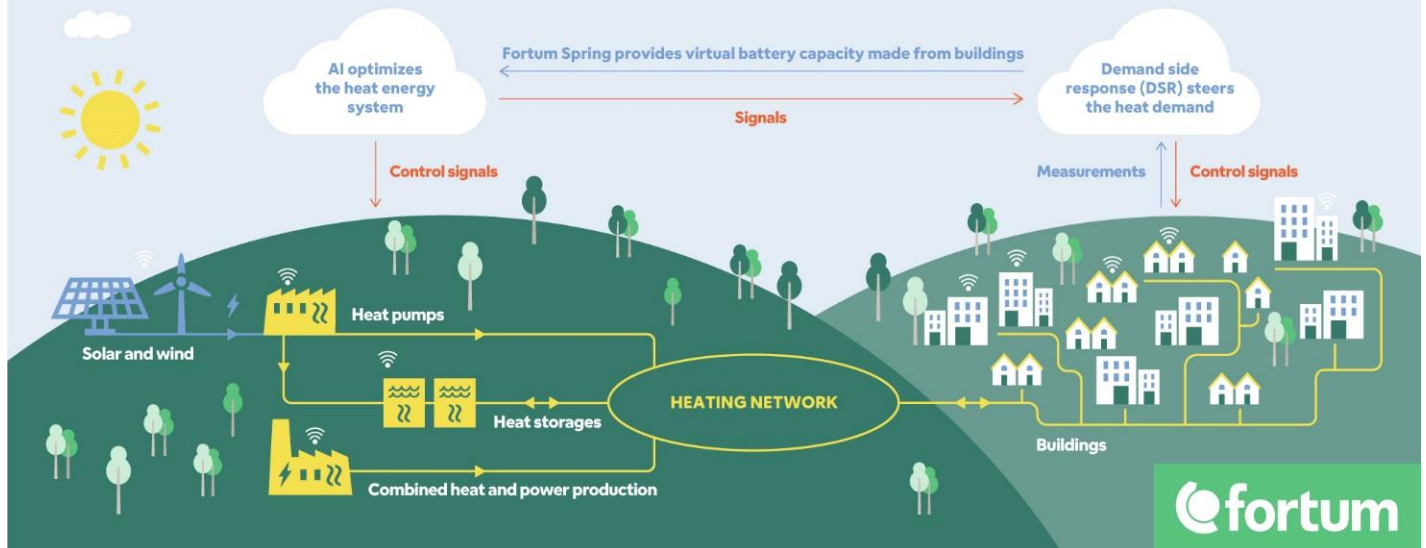 AI optimizes
the heat energy
system
Fortum Spring provides virtual battery capacity made from buildings
Signals
Demand side
response (DSR) steers
the heat demand
Control signals
Measurements
Control signals
Solar and wind
Heat pumps
Heat storages
HEATING NETWORK
Combined heat and power production
Buildings
fortum